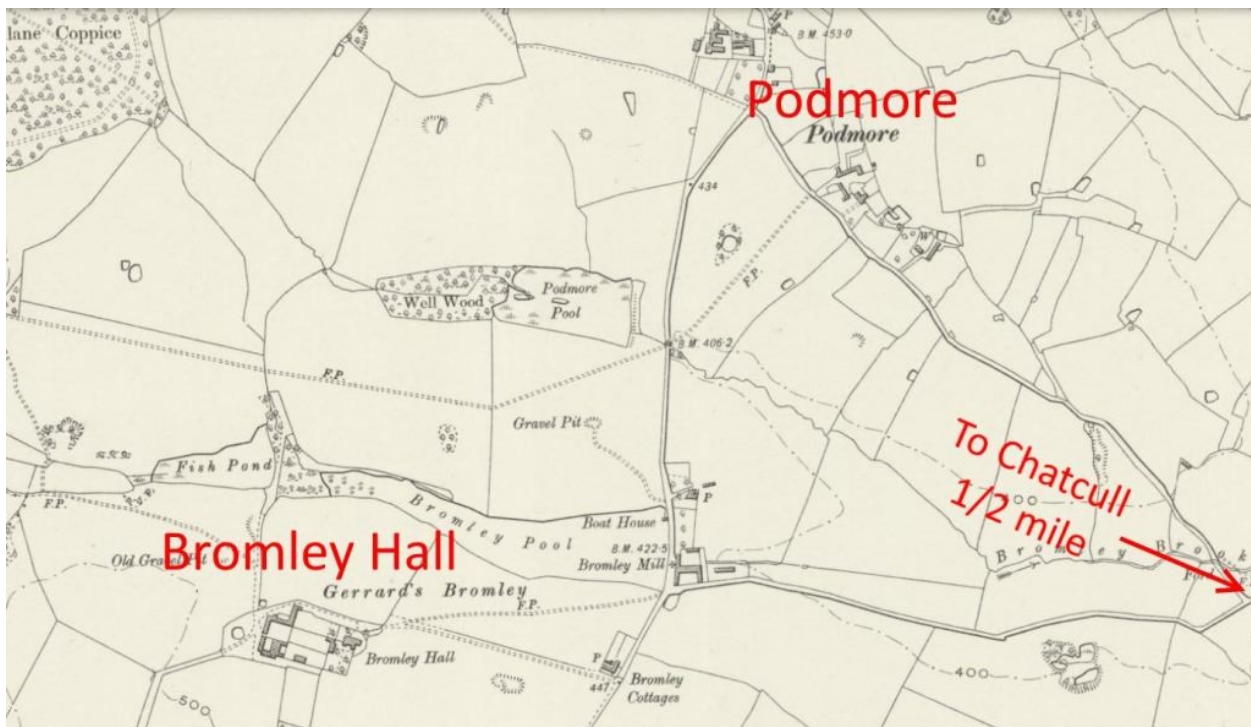 lane Coppice
P
B.M. 453·0
Podmore
Podmore
434
F.P.
W
Well Wood
Podmore
Pool
B.M. 406·2
F.P.
Gravel Pit
To Chatcull
1/2 mile
Fish Pond
F.P.
Bromley Pool
Boat House
P
400
Bromley Brook
B.M. 422·5
Bromley Mill
Bromley Hall
Old Gravel Pit
Gerrard's Bromley
F.P.
Bromley Hall
P
Bromley
Cottages
447
400
500